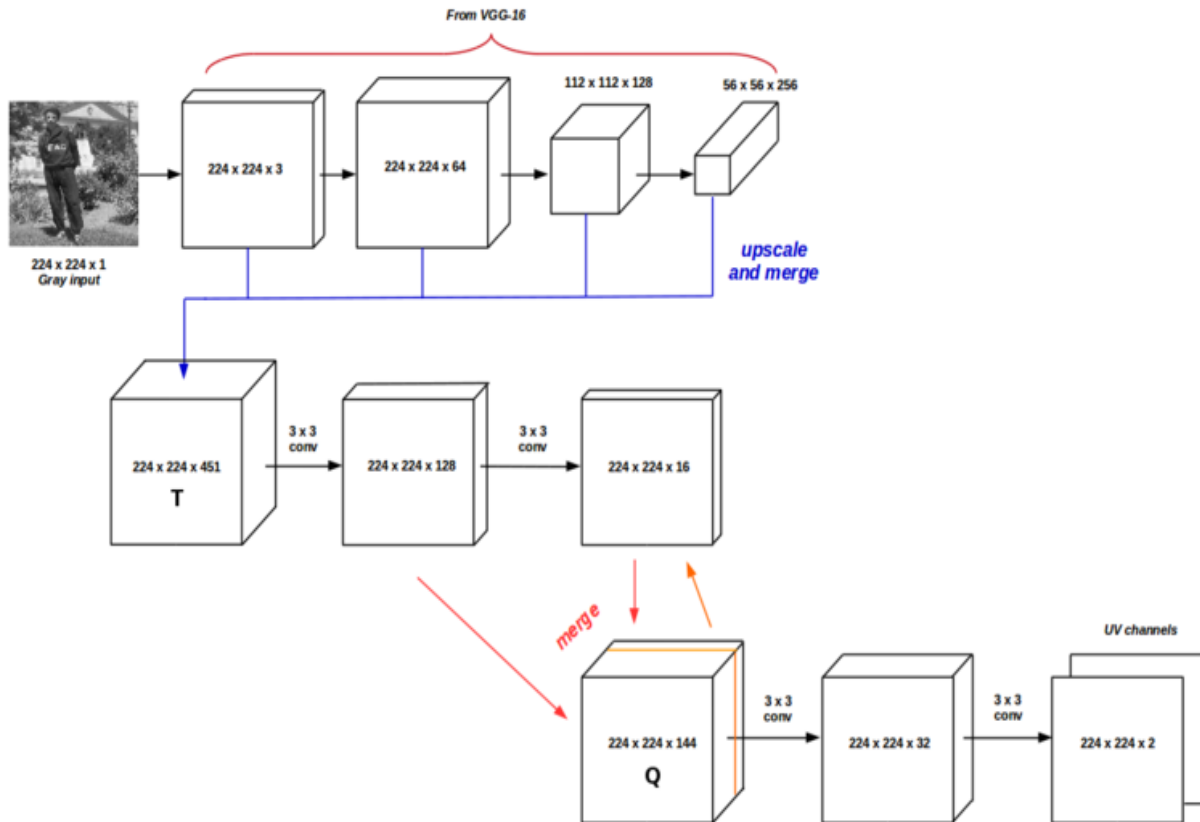 From VGG-16
112 x 112 x 128
56 x 56 x 256
224 x 224 x 3
224 x 224 x 64
224 x 224 x 1
Gray input
upscale
and merge
3 x 3
conv
3 x 3
conv
224 x 224 x 451
T
224 x 224 x 128
224 x 224 x 16
merge
UV channels
3 x 3
conv
3 x 3
conv
224 x 224 x 144
Q
224 x 224 x 32
224 x 224 x 2